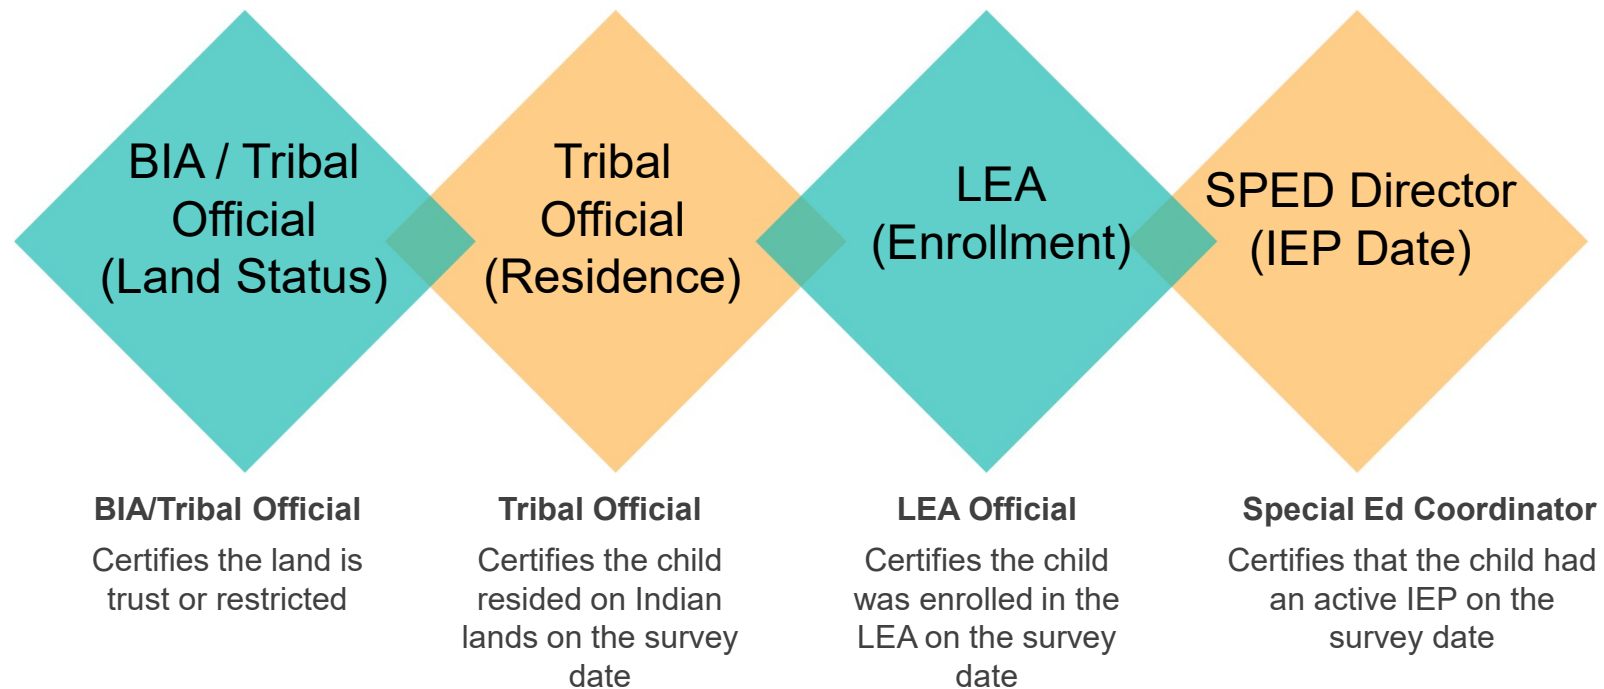 BIA / Tribal
Official
(Land Status)
Tribal
Official
(Residence)
LEA
(Enrollment)
SPED Director
(IEP Date)
BIA/Tribal Official
Certifies the land is
trust or restricted
Tribal Official
Certifies the child
resided on Indian
lands on the survey
date
LEA Official
Certifies the child
was enrolled in the
LEA on the survey
date
Special Ed Coordinator
Certifies that the child had
an active IEP on the
survey date